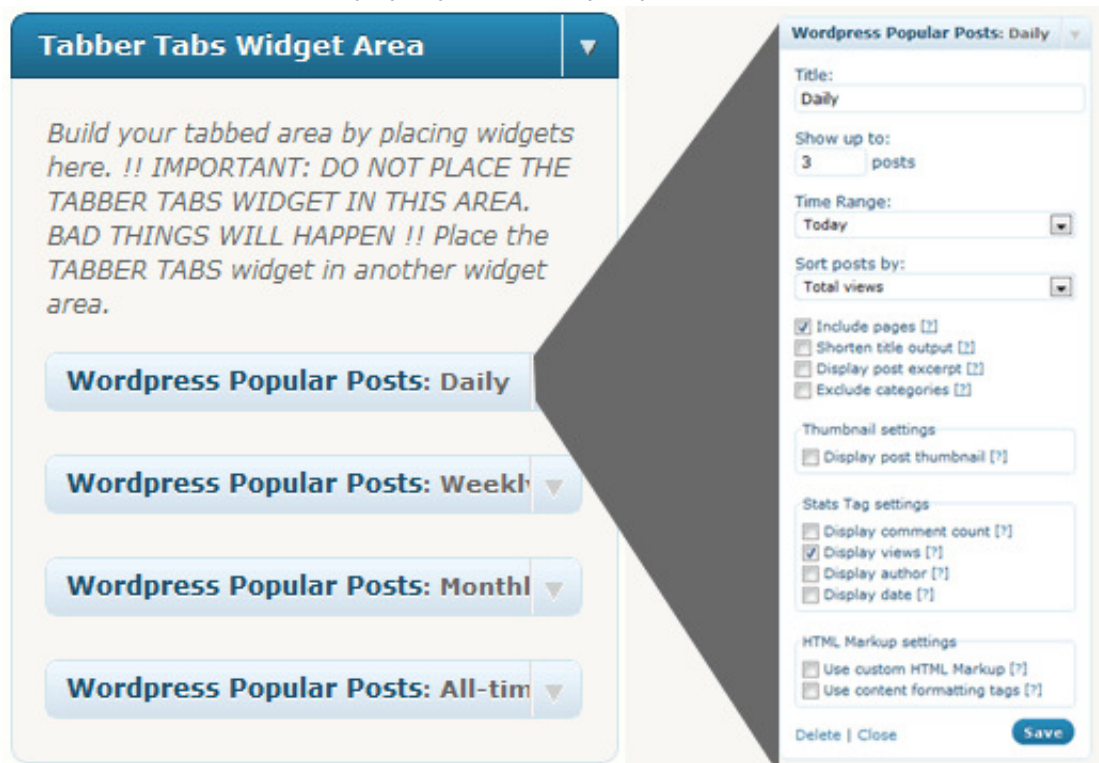 Tabber Tabs Widget Area
Build your tabbed area by placing widgets
here. !! IMPORTANT: DO NOT PLACE THE
TABBER TABS WIDGET IN THIS AREA.
BAD THINGS WILL HAPPEN !! Place the
TABBER TABS widget in another widget
area.
Wordpress Popular Posts: Daily
Wordpress Popular Posts: Weekly
Wordpress Popular Posts: Monthl
Wordpress Popular Posts: All-tim
Wordpress Popular Posts: Daily
Title:
Daily
Show up to:
3 posts
Time Range:
Today
Sort posts by:
Total views
Include pages [?]
Shorten title output [?]
Display post excerpt [?]
Exclude categories [?]
Thumbnail settings
Display post thumbnail [?]
Stats Tag settings
Display comment count [?]
Display views [?]
Display author [?]
Display date [?]
HTML Markup settings
Use custom HTML Markup [?]
Use content formatting tags [?]
Delete | Close Save